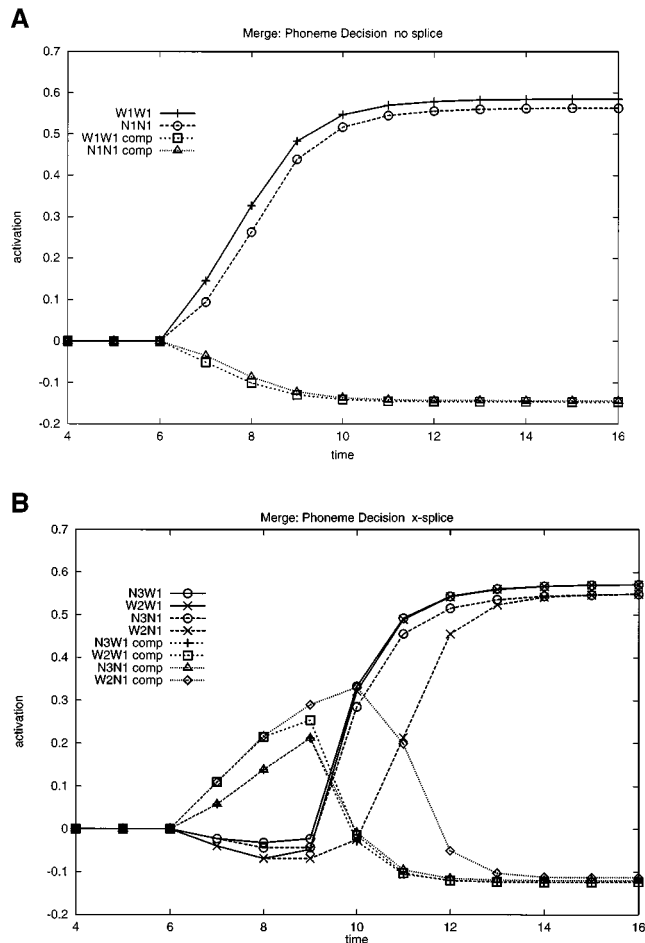 A
Merge: Phoneme Decision no splice
0.7
0.6
0.5
0.4
0.3
0.2
0.1
0
-0.1
-0.2
activation
W1W1
N1N1
W1W1 comp
N1N1 comp
4 6 8 10 12 14 16
time
B
Merge: Phoneme Decision x-splice
0.7
0.6
0.5
0.4
0.3
0.2
0.1
0
-0.1
-0.2
activation
N3W1
W2W1
N3N1
W2N1
N3W1 comp
W2W1 comp
N3N1 comp
W2N1 comp
4 6 8 10 12 14 16
time